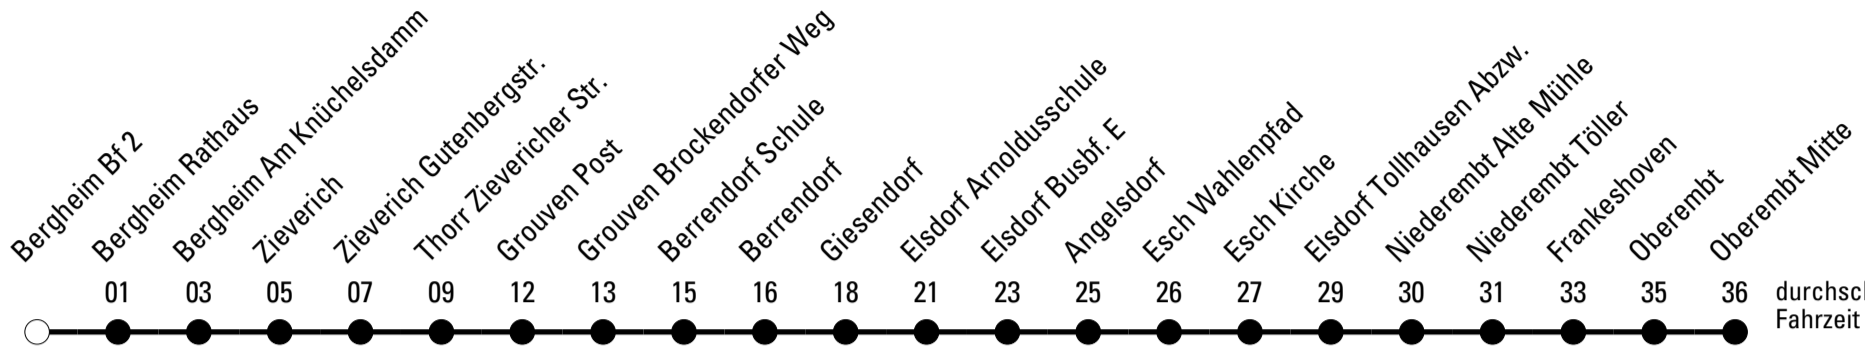 Bergheim Bf 2
Bergheim Rathaus
Bergheim Am Knüchelsdamm
Zieverich
Zieverich Gutenbergstr.
Thorr Zievericher Str.
Grouven Post
Grouven Brockendorfer Weg
Berrendorf Schule
Berrendorf
Giesendorf
Elsdorf Arnoldusschule
Elsdorf Busbf. E
Angelsdorf
Esch Wahlenpfad
Esch Kirche
Elsdorf Tollhausen Abzw.
Niederembt Alte Mühle
Niederembt Töller
Frankeshoven
Oberembt
Oberembt Mitte
01 03 05 07 09 12 13 15 16 18 21 23 25 26 27 29 30 31 33 35 36
Fahrzeit